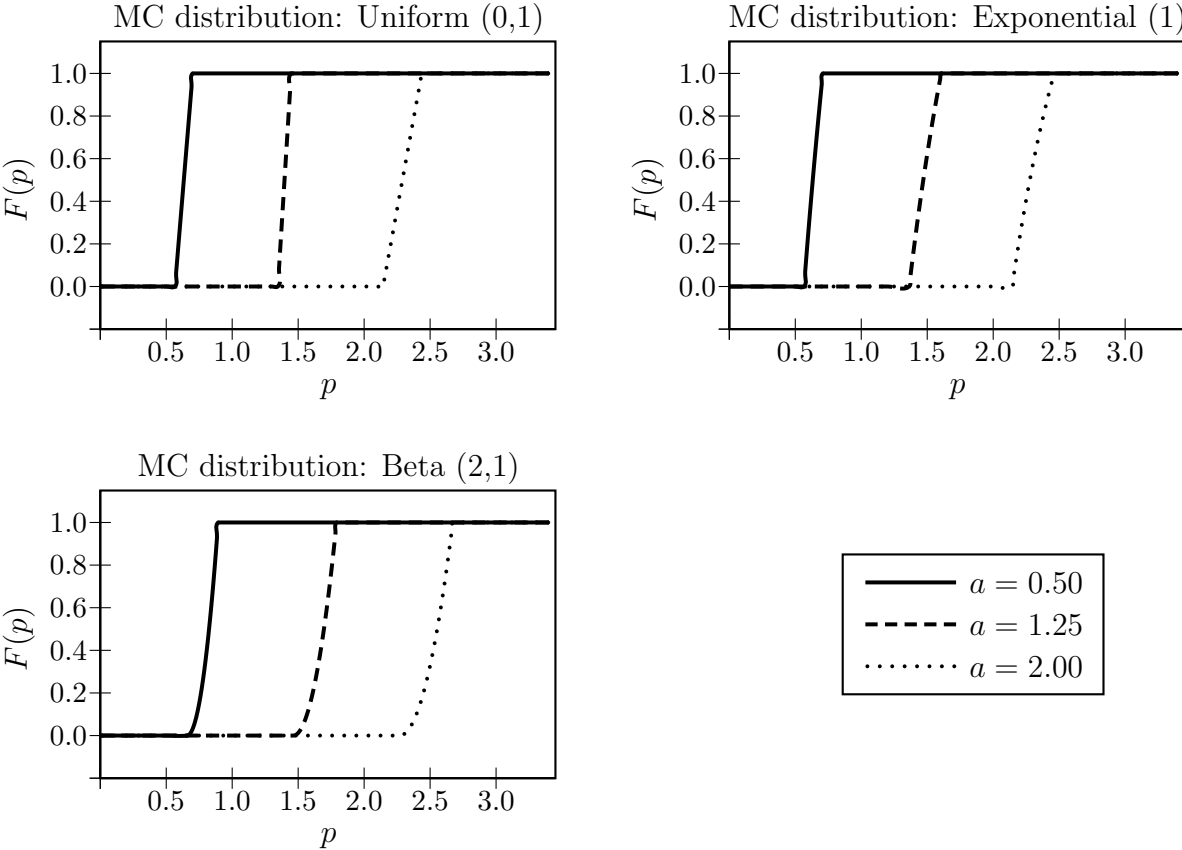 MC distribution: Uniform (0,1)
F(p)
1.0
0.8
0.6
0.4
0.2
0.0
0.5 1.0 1.5 2.0 2.5 3.0
p
MC distribution: Exponential (1)
F(p)
1.0
0.8
0.6
0.4
0.2
0.0
0.5 1.0 1.5 2.0 2.5 3.0
p
MC distribution: Beta (2,1)
F(p)
1.0
0.8
0.6
0.4
0.2
0.0
0.5 1.0 1.5 2.0 2.5 3.0
p
a = 0.50
a = 1.25
a = 2.00